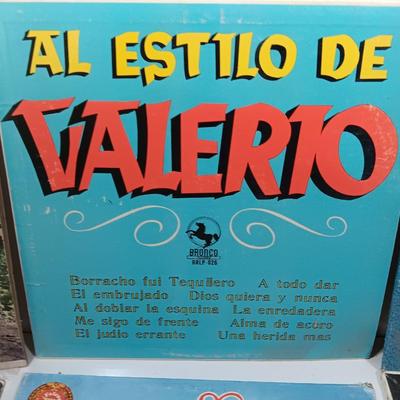 AL ESTILO DE
VALERIO
BRONCO
RRLP-026
Borracho fui Tequilero A todo dar
El embrujado Dios quiera y nunca
Al doblar la esquina La enredadera
Me sigo de frente Alma de acero
El judio errante Una herida mas